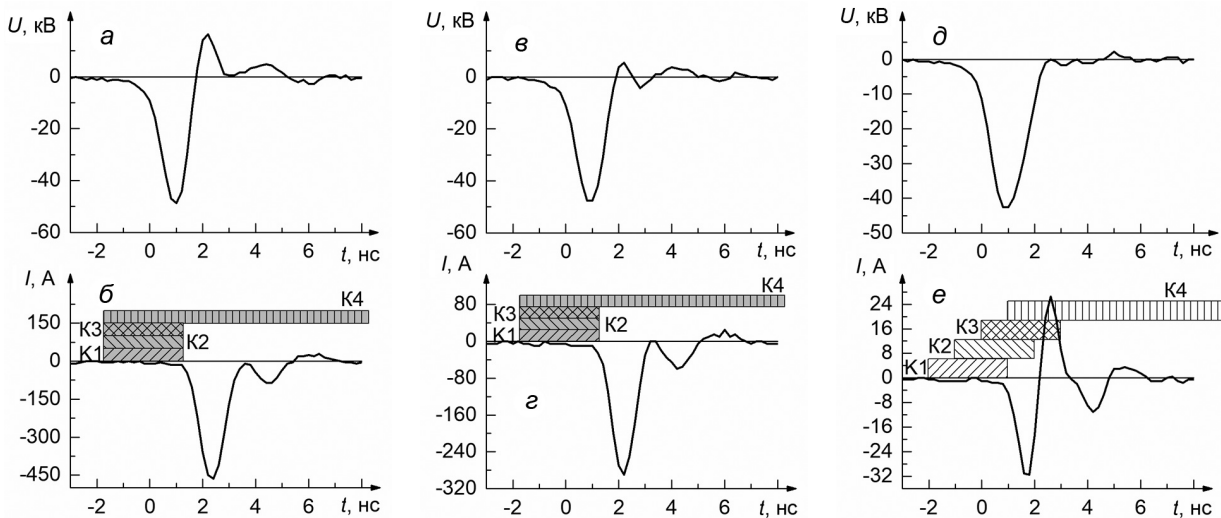 U, кВ
а
0
-20
-40
-60
-2 0 2 4 6
t, нс
U, кВ
в
0
-20
-40
-60
-2 0 2 4 6
t, нс
U, кВ
д
0
-10
-20
-30
-40
-50
-2 0 2 4 6
t, нс
I, А
б
К4
150
К3
К2
К1
0
-150
-300
-450
-2 0 2 4 6
t, нс
I, А
г
К4
80
К3
К2
К1
0
-80
-160
-240
-320
-2 0 2 4 6
t, нс
I, А
е
К4
24
К3
16
К2
8
К1
0
-8
-16
-24
-32
-2 0 2 4 6
t, нс